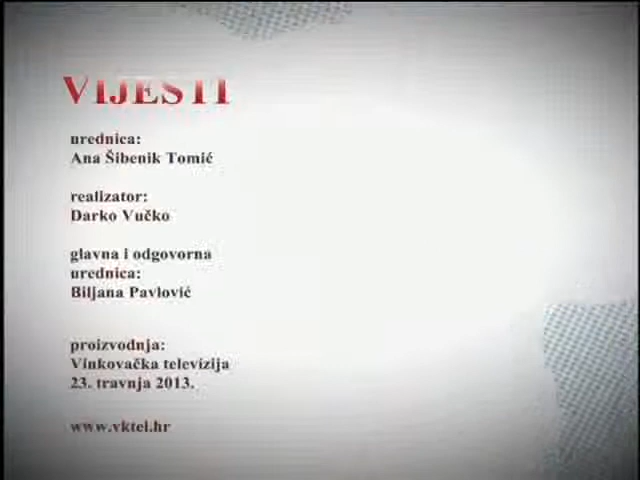 VIJESTI
urednica:
Ana Šibenik Tomić
realizator:
Darko Vučko
glavna i odgovorna
urednica:
Biljana Pavlović
proizvodnja:
Vinkovačka televizija
23. travnja 2013.
www.vktel.hr